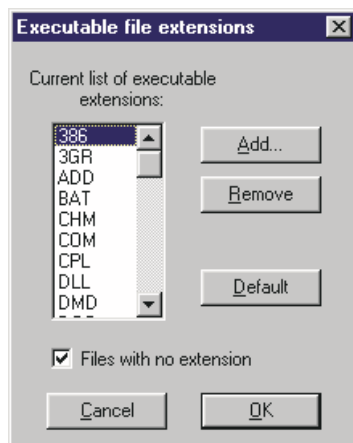 Executable file extensions
Current list of executable
extensions:
386
3GR
ADD
BAT
CHM
COM
CPL
DLL
DMD
Add...
Remove
Default
Files with no extension
Cancel
OK